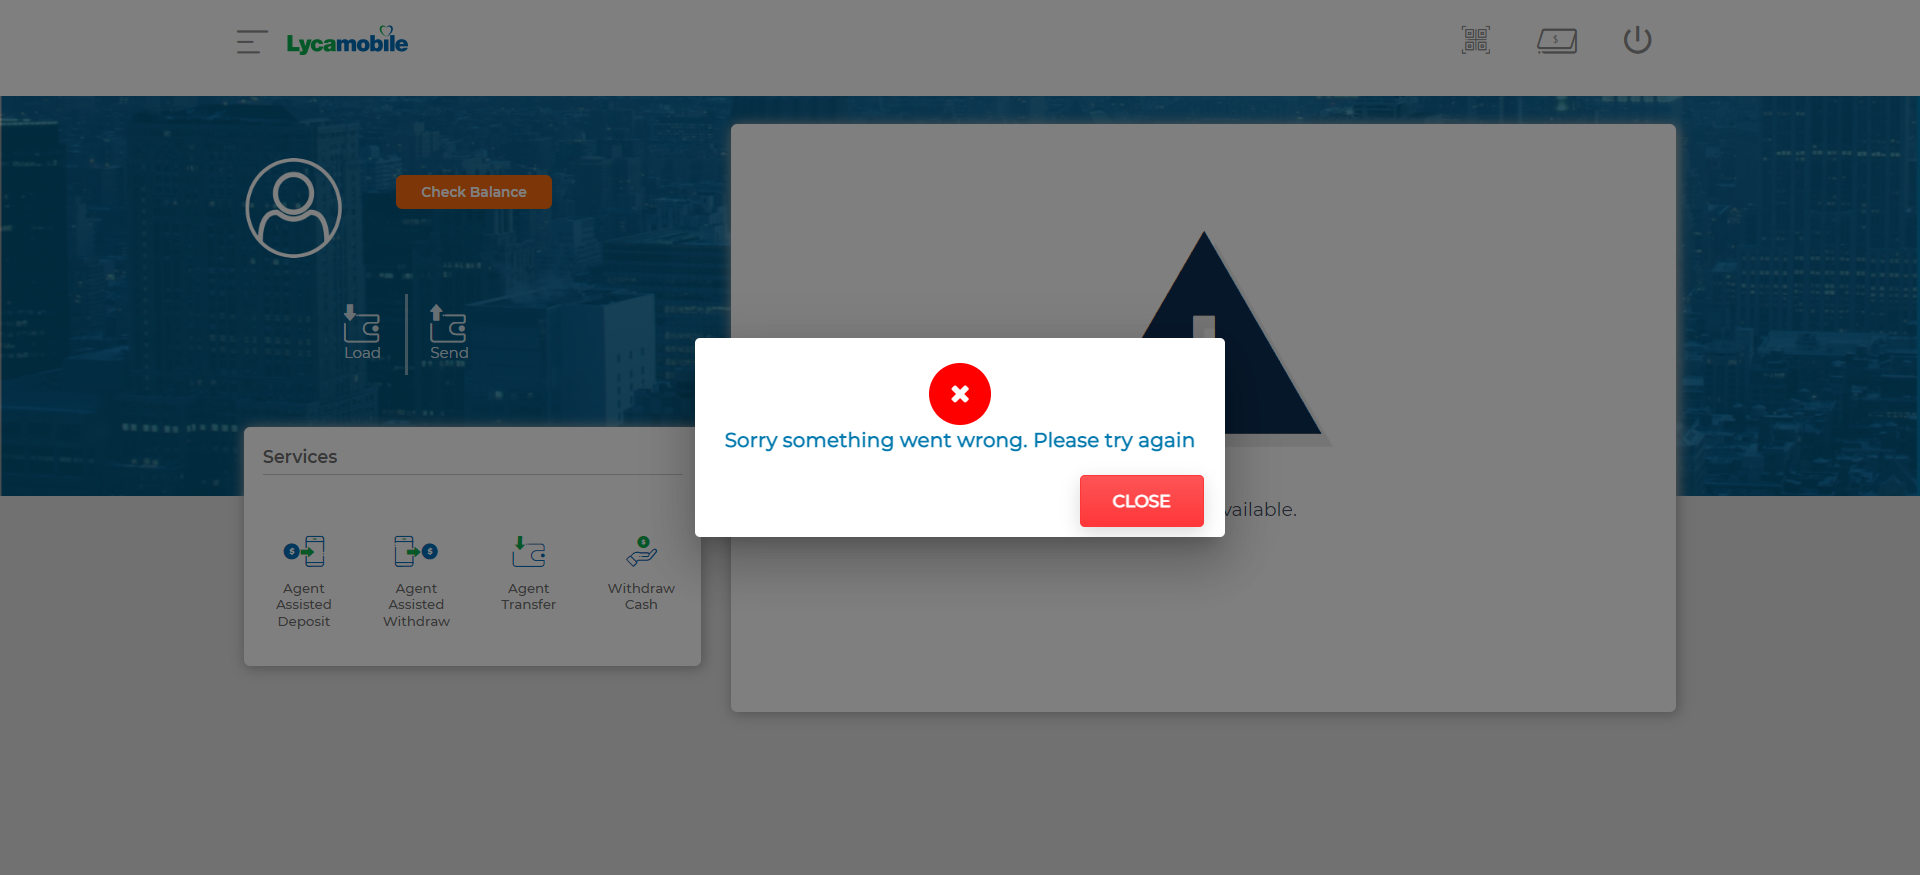 Lycamobile
Check Balance
Load
Send
Services
Agent
Assisted
Deposit
Agent
Assisted
Withdraw
Agent
Transfer
Withdraw
Cash
Sorry something went wrong. Please try again
CLOSE